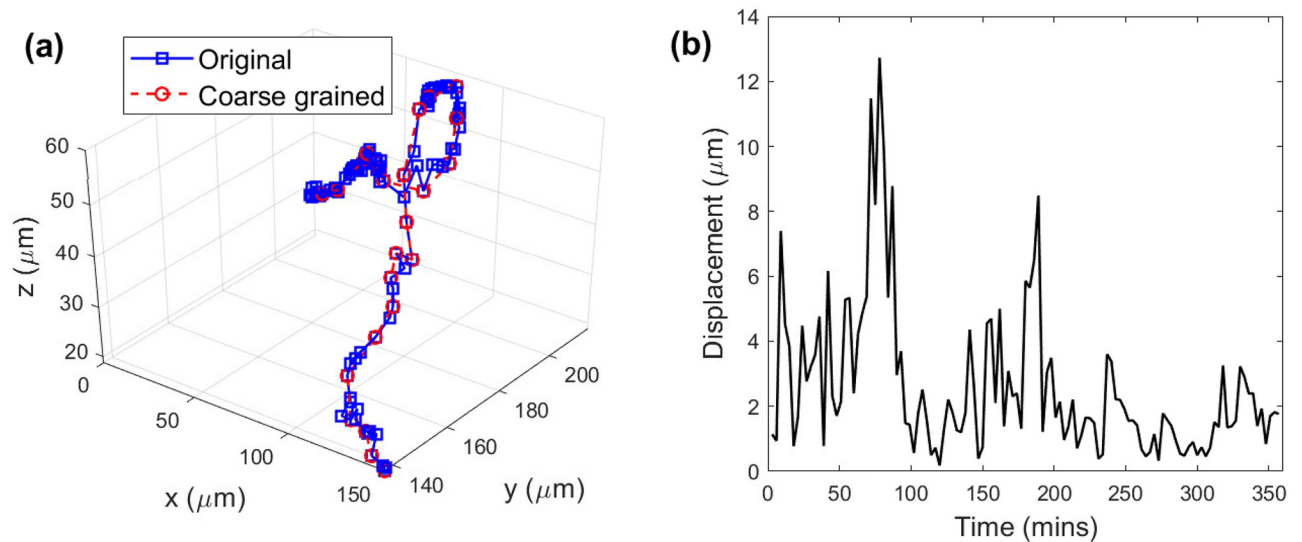 (a)
Original
Coarse grained
z (μm)
60
50
40
30
20
0
50
100
150
x (μm)
140
160
180
200
y (μm)
(b)
Displacement (μm)
14
12
10
8
6
4
2
0
0 50 100 150 200 250 300 350
Time (mins)